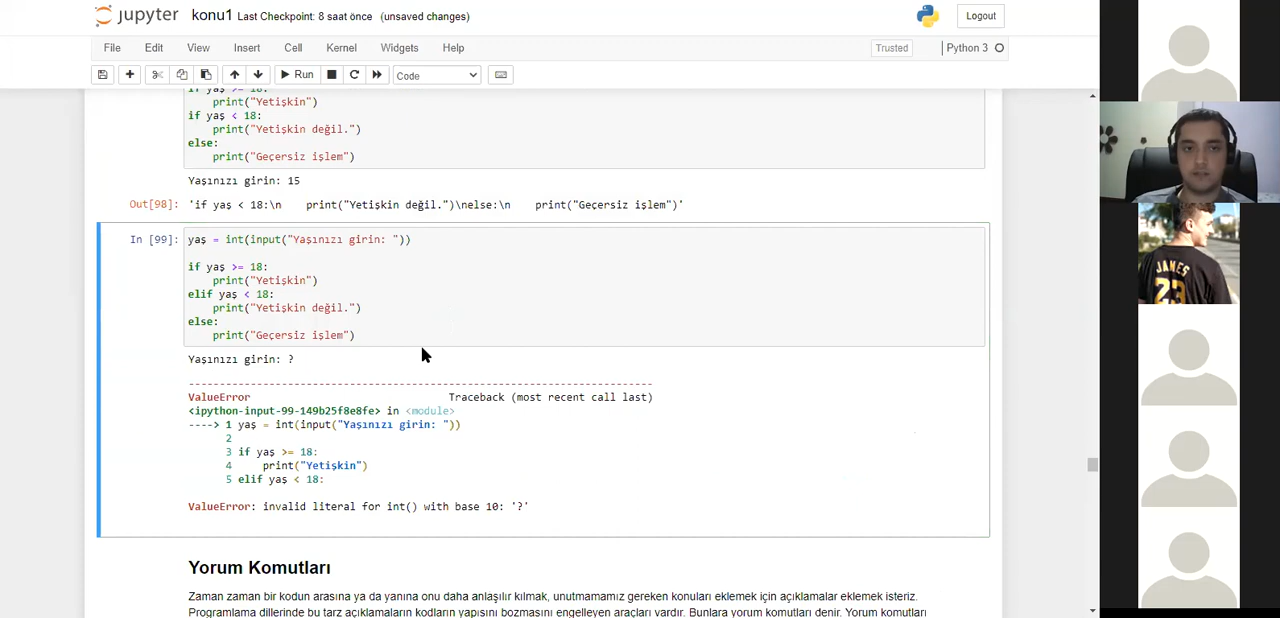 jupyter konu1 Last Checkpoint: 8 saat önce (unsaved changes)
Logout
File Edit View Insert Cell Kernel Widgets Help
Trusted
Python 3
Run
Code
if yaş >= 18:
print("Yetişkin")
if yaş < 18:
print("Yetişkin değil.")
else:
print("Geçersiz işlem")
Yaşınızı girin: 15
Out[98]: 'if yaş < 18:\n    print("Yetişkin değil.")\nelse:\n    print("Geçersiz işlem")'
In [99]: yaş = int(input("Yaşınızı girin: "))
if yaş >= 18:
print("Yetişkin")
elif yaş < 18:
print("Yetişkin değil.")
else:
print("Geçersiz işlem")
Yaşınızı girin: ?
---------------------------------------------------------------------------
ValueError Traceback (most recent call last)
<ipython-input-99-149b25f8e8fe> in <module>
----> 1 yaş = int(input("Yaşınızı girin: "))
2
3 if yaş >= 18:
4     print("Yetişkin")
5 elif yaş < 18:
ValueError: invalid literal for int() with base 10: '?'
Yorum Komutları
Zaman zaman bir kodun arasına ya da yanına onu daha anlaşılır kılmak, unutmamamız gereken konuları eklemek için açıklamalar eklemek isteriz.
Programlama dillerinde bu tarz açıklamaların kodların yapısını bozmasını engelleyen araçları vardır. Bunlara yorum komutları denir. Yorum komutları
JAMES
23